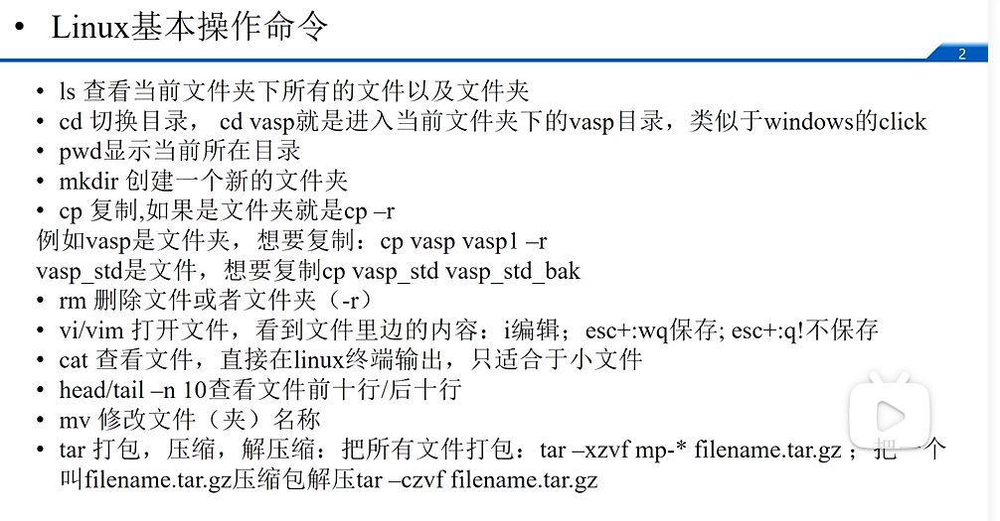 • Linux基本操作命令
2
• ls 查看当前文件夹下所有的文件以及文件夹
• cd 切换目录， cd vasp就是进入当前文件夹下的vasp目录，类似于windows的click
• pwd显示当前所在目录
• mkdir 创建一个新的文件夹
• cp 复制,如果是文件夹就是cp –r
例如vasp是文件夹，想要复制：cp vasp vasp1 –r
vasp_std是文件，想要复制cp vasp_std vasp_std_bak
• rm 删除文件或者文件夹（-r）
• vi/vim 打开文件，看到文件里边的内容：i编辑；esc+:wq保存; esc+:q!不保存
• cat 查看文件，直接在linux终端输出，只适合于小文件
• head/tail –n 10查看文件前十行/后十行
• mv 修改文件（夹）名称
• tar 打包，压缩，解压缩：把所有文件打包：tar –xzvf mp-* filename.tar.gz ；把一个
叫filename.tar.gz压缩包解压tar –czvf filename.tar.gz